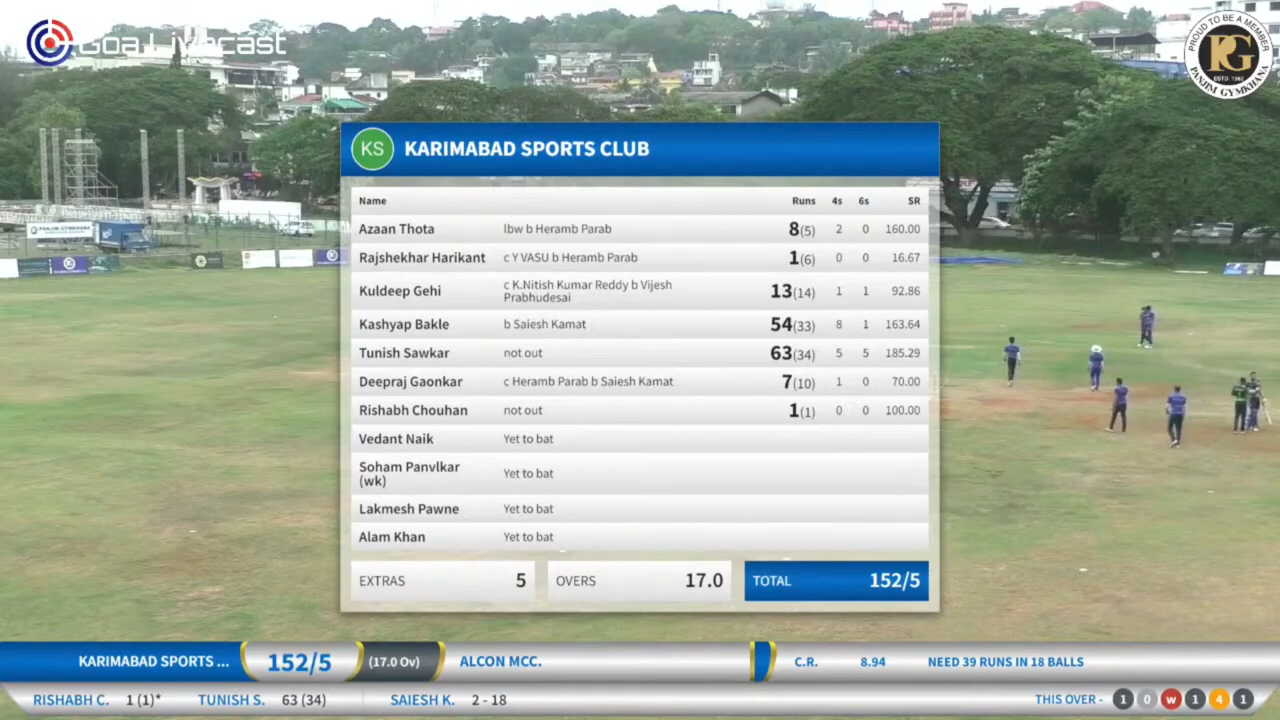 Goa Livecast
PROUD TO BE A MEMBER
PG
ESTD. 1962
PANJIM GYMKHANA
PANJIM GYMKHANA
KS KARIMABAD SPORTS CLUB
Name Runs 4s 6s SR
Azaan Thota lbw b Heramb Parab 8(5) 2 0 160.00
Rajshekhar Harikant c Y VASU b Heramb Parab 1(6) 0 0 16.67
Kuldeep Gehi c K.Nitish Kumar Reddy b Vijesh Prabhudesai 13(14) 1 1 92.86
Kashyap Bakle b Saiesh Kamat 54(33) 8 1 163.64
Tunish Sawkar not out 63(34) 5 5 185.29
Deepraj Gaonkar c Heramb Parab b Saiesh Kamat 7(10) 1 0 70.00
Rishabh Chouhan not out 1(1) 0 0 100.00
Vedant Naik Yet to bat
Soham Panvlkar (wk) Yet to bat
Lakmesh Pawne Yet to bat
Alam Khan Yet to bat
EXTRAS 5 OVERS 17.0 TOTAL 152/5
KARIMABAD SPORTS ... 152/5 (17.0 Ov) ALCON MCC. C.R. 8.94 NEED 39 RUNS IN 18 BALLS
RISHABH C. 1 (1)* TUNISH S. 63 (34) SAIESH K. 2 - 18 THIS OVER - 1 0 W 1 4 1